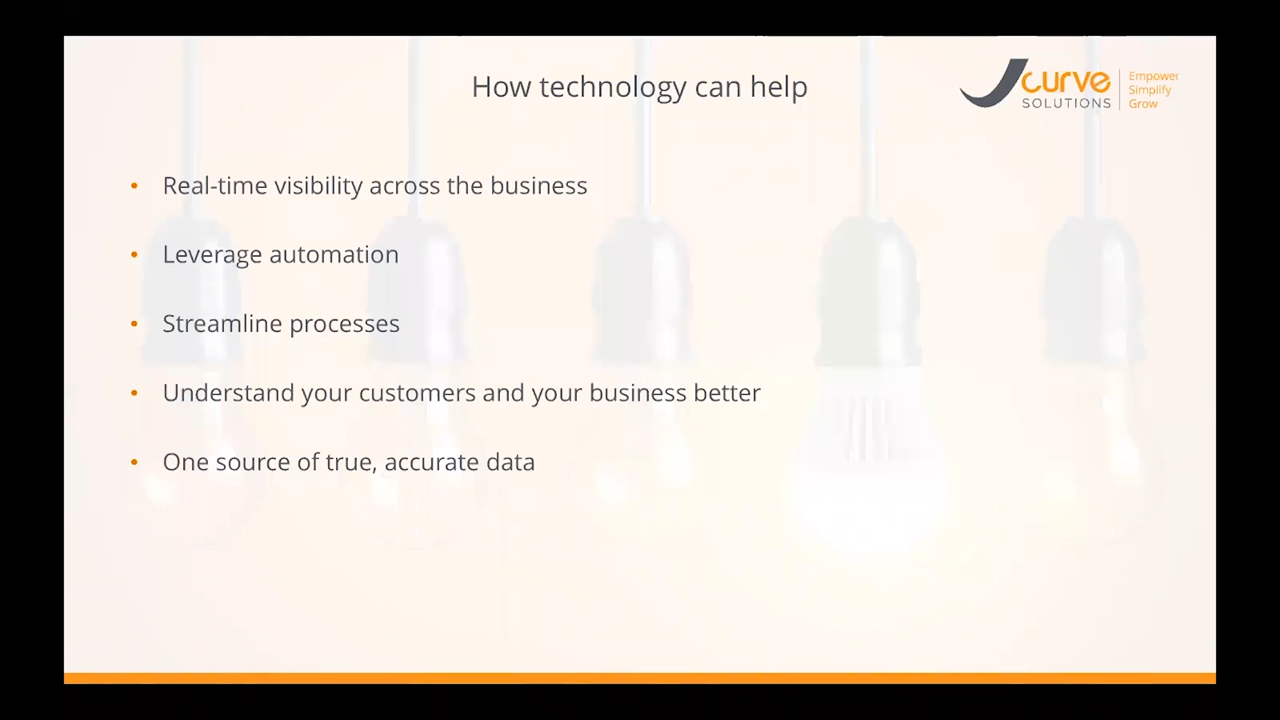 How technology can help
Jcurve
SOLUTIONS
Empower
Simplify
Grow
• Real-time visibility across the business
• Leverage automation
• Streamline processes
• Understand your customers and your business better
• One source of true, accurate data